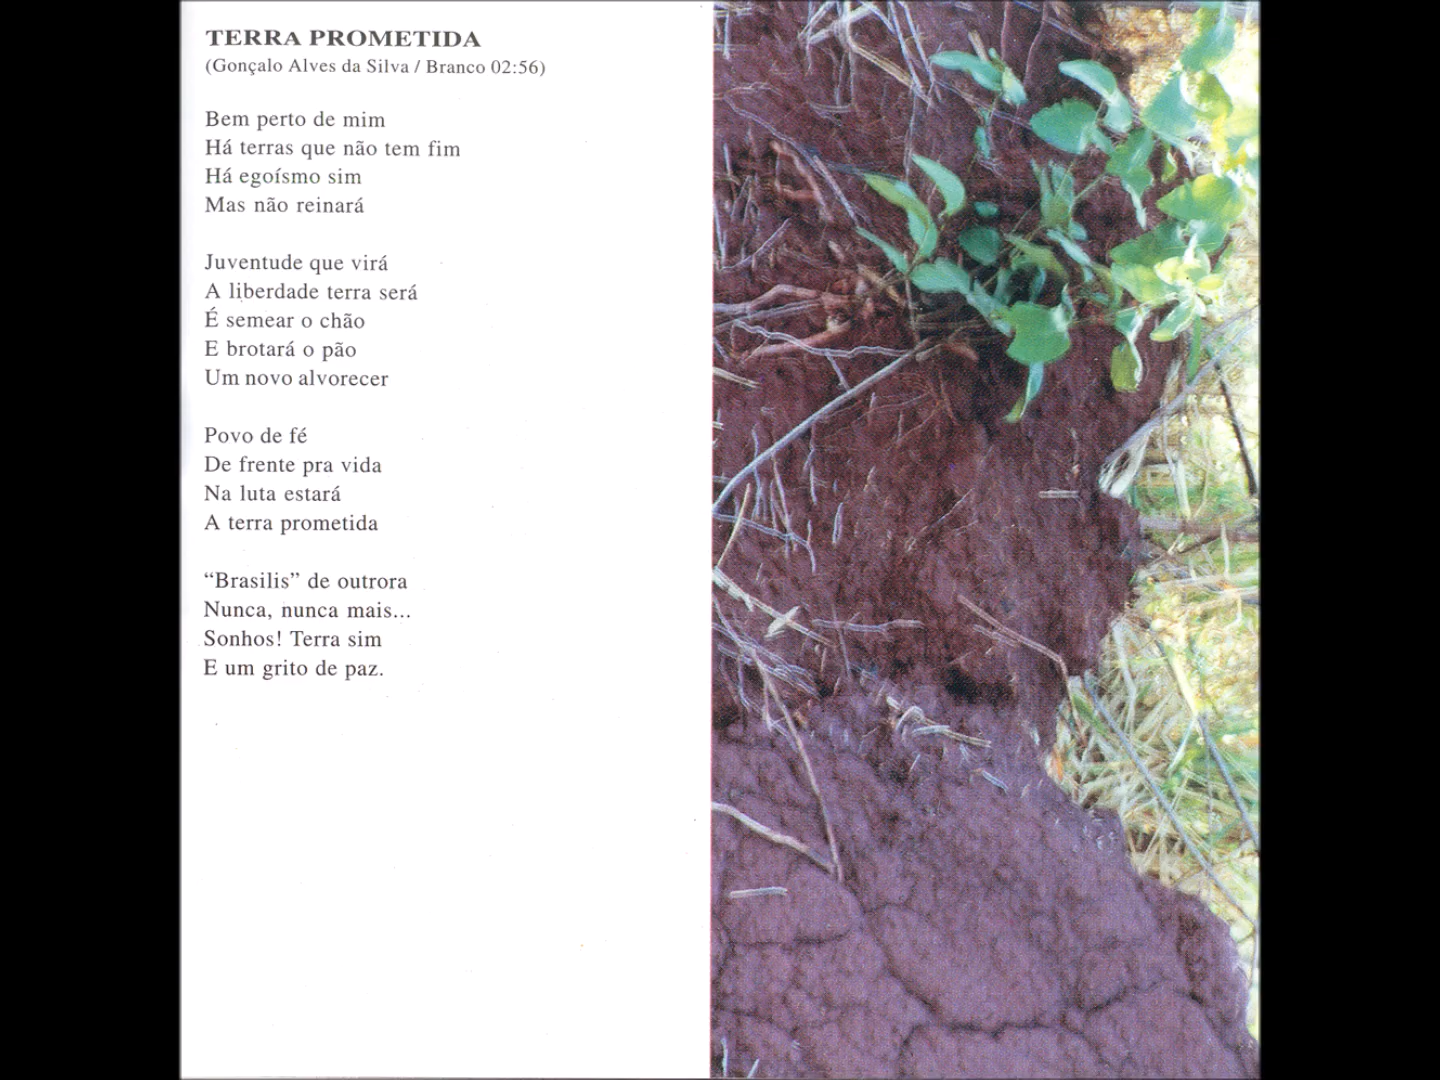 TERRA PROMETIDA
(Gonçalo Alves da Silva / Branco 02:56)
Bem perto de mim
Há terras que não tem fim
Há egoísmo sim
Mas não reinará
Juventude que virá
A liberdade terra será
É semear o chão
E brotará o pão
Um novo alvorecer
Povo de fé
De frente pra vida
Na luta estará
A terra prometida
“Brasilis” de outrora
Nunca, nunca mais...
Sonhos! Terra sim
E um grito de paz.